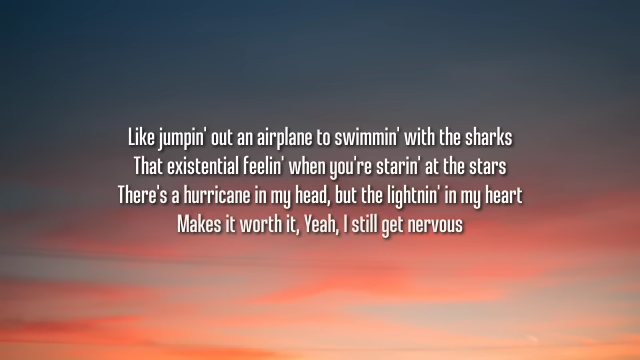 Like jumpin' out an airplane to swimmin' with the sharks
That existential feelin' when you're starin' at the stars
There's a hurricane in my head, but the lightnin' in my heart
Makes it worth it, Yeah, I still get nervous